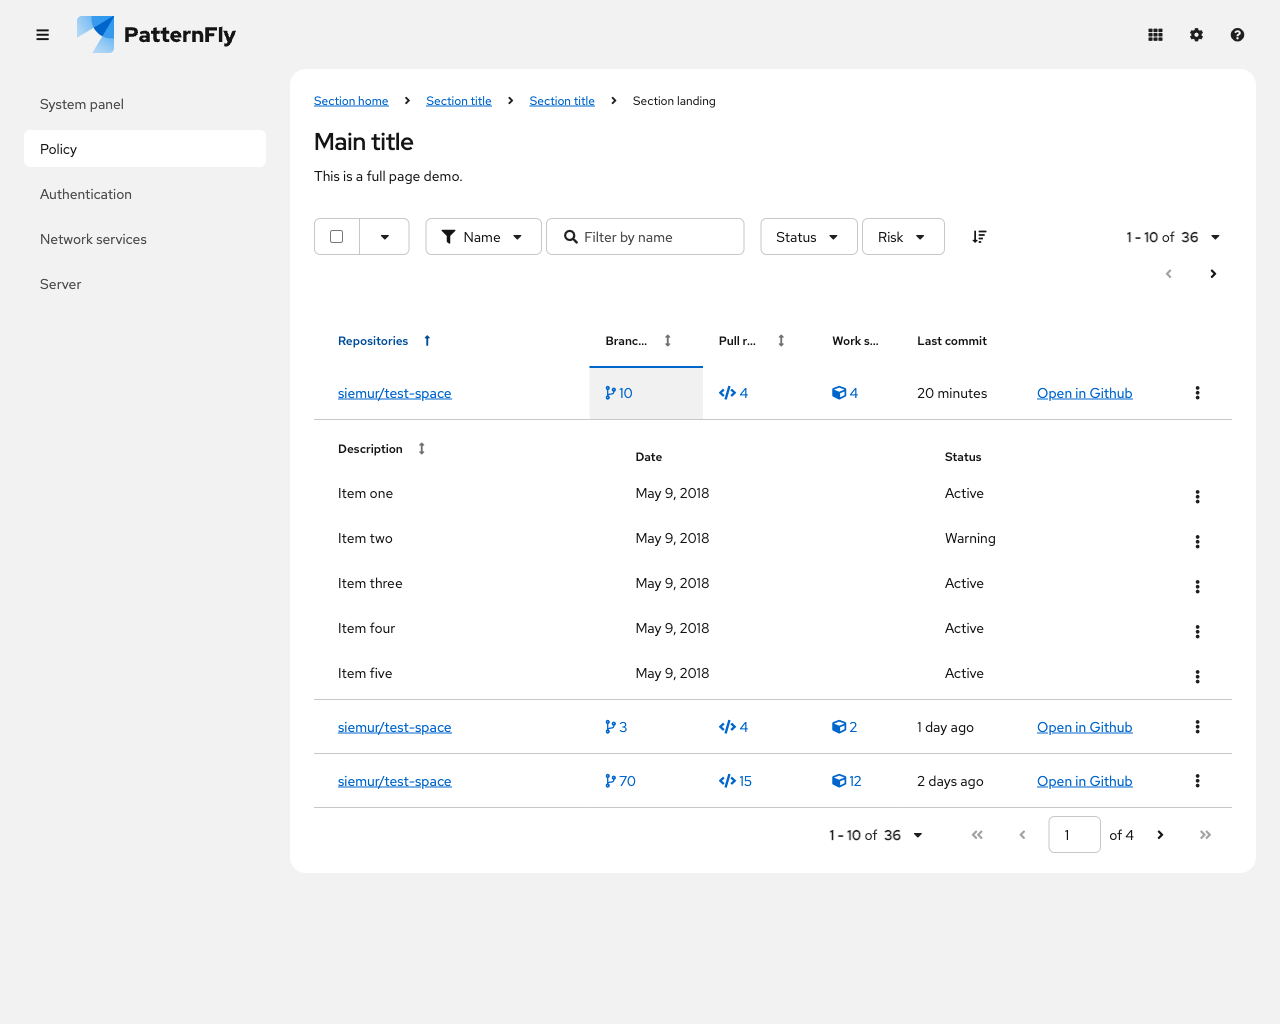 PatternFly
System panel
Policy
Authentication
Network services
Server
Section home Section title Section title Section landing
Main title
This is a full page demo.
Name Filter by name Status Risk 1 - 10 of 36
Repositories Branc... Pull r... Work s... Last commit
siemur/test-space 10 4 4 20 minutes Open in Github
Description Date Status
Item one May 9, 2018 Active
Item two May 9, 2018 Warning
Item three May 9, 2018 Active
Item four May 9, 2018 Active
Item five May 9, 2018 Active
siemur/test-space 3 4 2 1 day ago Open in Github
siemur/test-space 70 15 12 2 days ago Open in Github
1 - 10 of 36 1 of 4